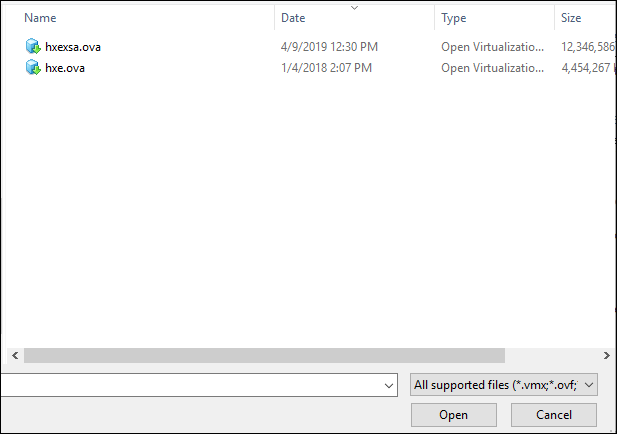 Name Date Type Size
hxexsa.ova 4/9/2019 12:30 PM Open Virtualizatio... 12,346,586
hxe.ova 1/4/2018 2:07 PM Open Virtualizatio... 4,454,267
All supported files (*.vmx;*.ovf;
Open Cancel